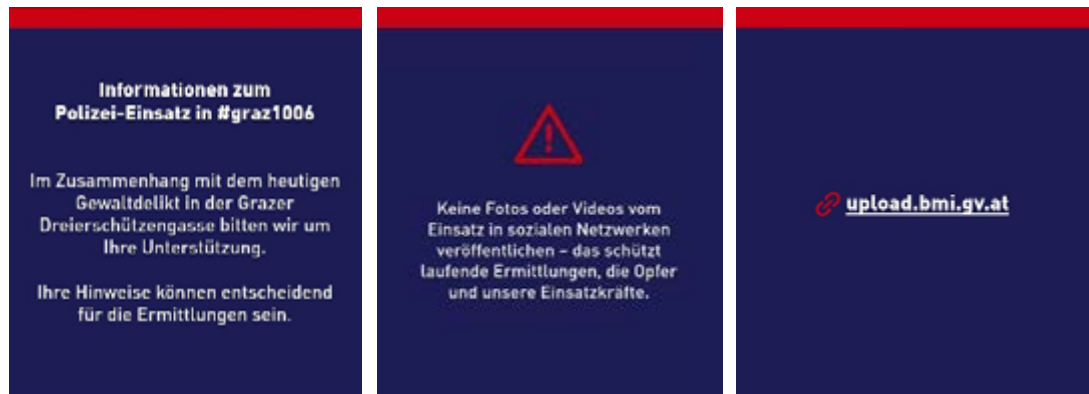 Informationen zum
Polizei-Einsatz in #graz1006
Im Zusammenhang mit dem heutigen
Gewaltdelikt in der Grazer
Dreierschützengasse bitten wir um
Ihre Unterstützung.
Ihre Hinweise können entscheidend
für die Ermittlungen sein.
Keine Fotos oder Videos vom
Einsatz in sozialen Netzwerken
veröffentlichen – das schützt
laufende Ermittlungen, die Opfer
und unsere Einsatzkräfte.
upload.bmi.gv.at